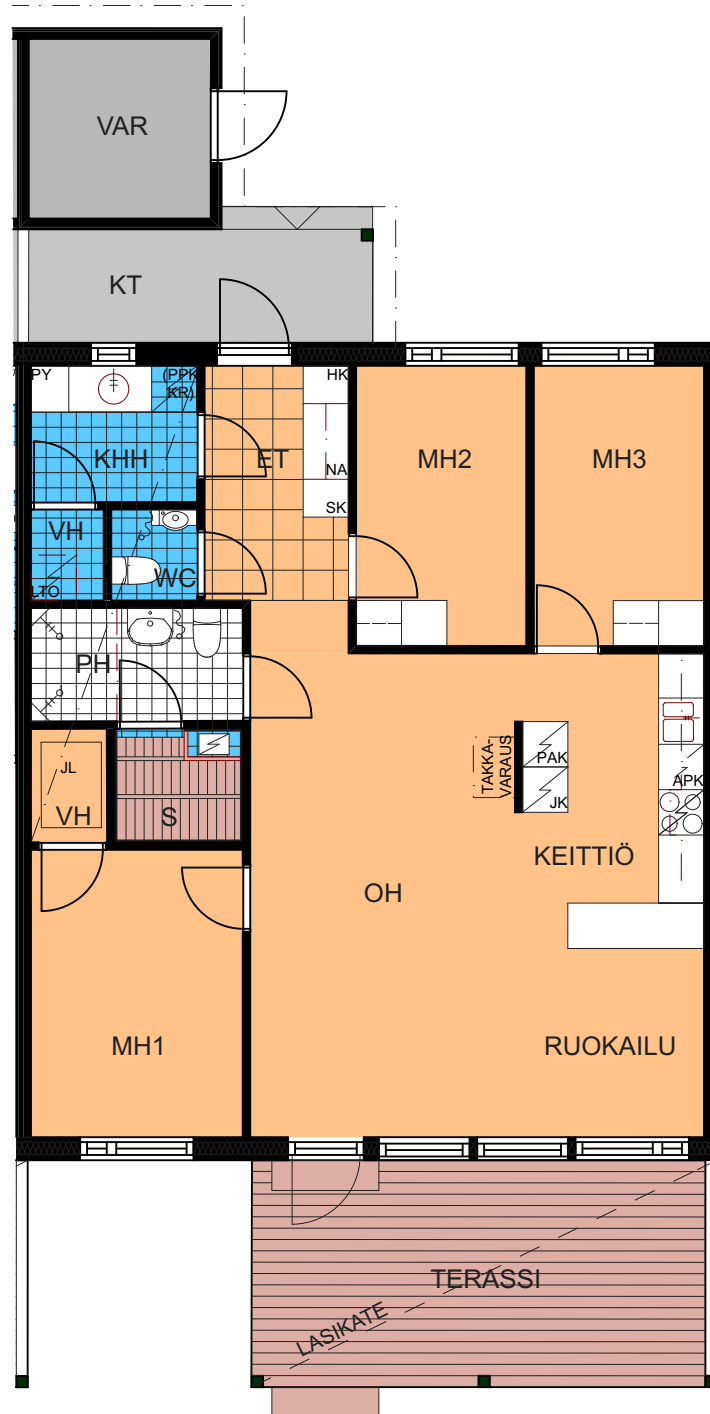 VAR
KT
PY
(PPK
KR)
HK
KHH
ET
NA
MH2
MH3
SK
VH
WC
LTO
PH
TAKKA-
VARAUS
PAK
JK
APK
JL
VH
S
KEITTIÖ
OH
MH1
RUOKAILU
TERASSI
LASIKATE